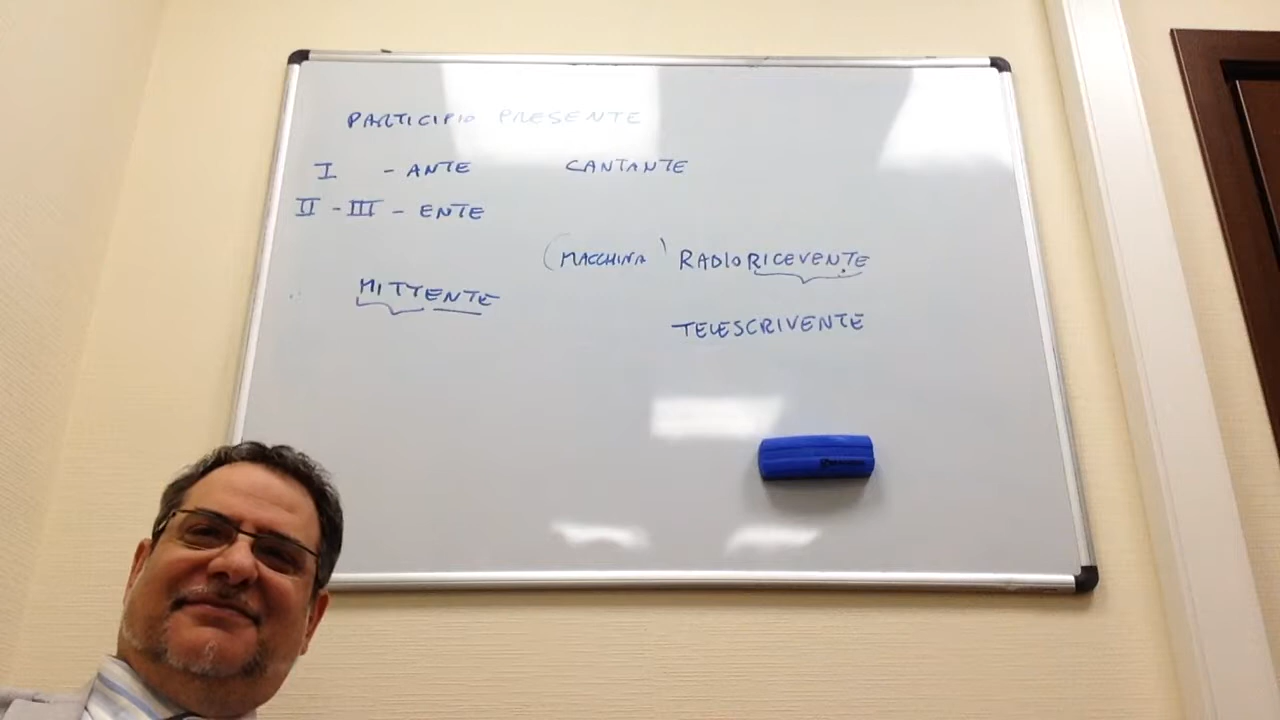 PARTICIPIO PRESENTE
I - ANTE CANTANTE
II - III - ENTE
(MACCHINA) RADIORICEVENTE
MITTENTE
TELESCRIVENTE